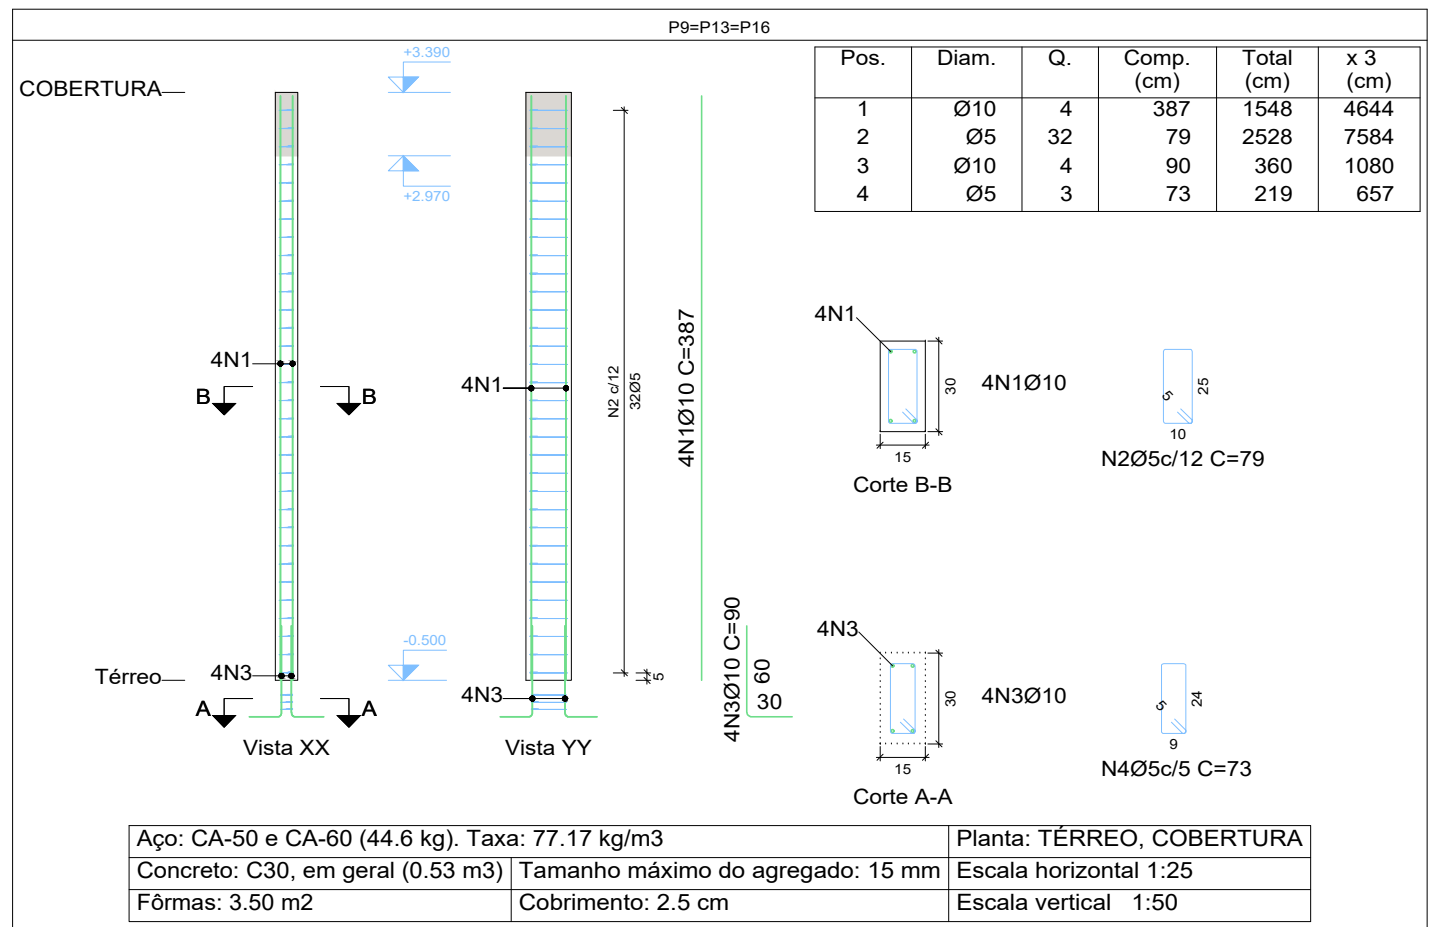 P9=P13=P16
COBERTURA
+3.390
+2.970
4N1
B B
Térreo
4N3
A A
Vista XX
-0.500
4N1
4N3
Vista YY
N2 c/12
32Ø5
5
4N1Ø10 C=387
4N3Ø10 C=90
60
30
Pos. Diam. Q. Comp. (cm) Total (cm) x 3 (cm)
1 Ø10 4 387 1548 4644
2 Ø5 32 79 2528 7584
3 Ø10 4 90 360 1080
4 Ø5 3 73 219 657
4N1
30
15
4N1Ø10
Corte B-B
5
25
10
N2Ø5c/12 C=79
4N3
30
15
4N3Ø10
Corte A-A
5
24
9
N4Ø5c/5 C=73
Aço: CA-50 e CA-60 (44.6 kg). Taxa: 77.17 kg/m3 Planta: TÉRREO, COBERTURA
Concreto: C30, em geral (0.53 m3) Tamanho máximo do agregado: 15 mm Escala horizontal 1:25
Fôrmas: 3.50 m2 Cobrimento: 2.5 cm Escala vertical 1:50